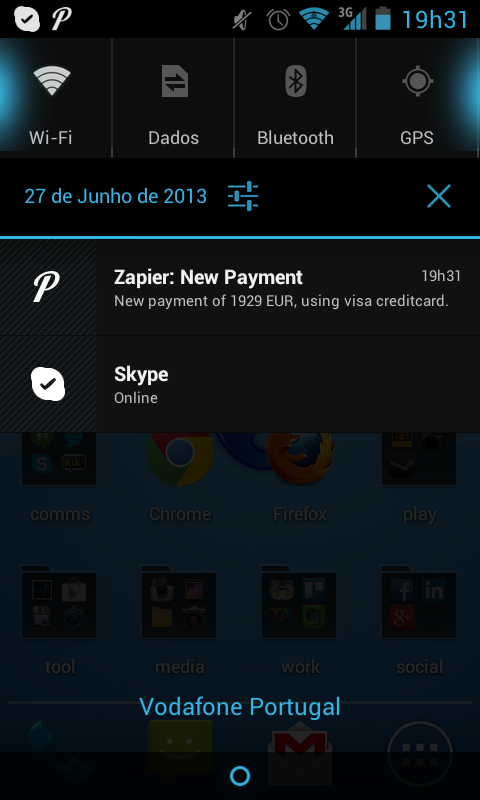 3G 19h31
Wi-Fi Dados Bluetooth GPS
27 de Junho de 2013
Zapier: New Payment 19h31
New payment of 1929 EUR, using visa creditcard.
Skype
Online
kik
comms Chrome Firefox play
tool media work social
Vodafone Portugal